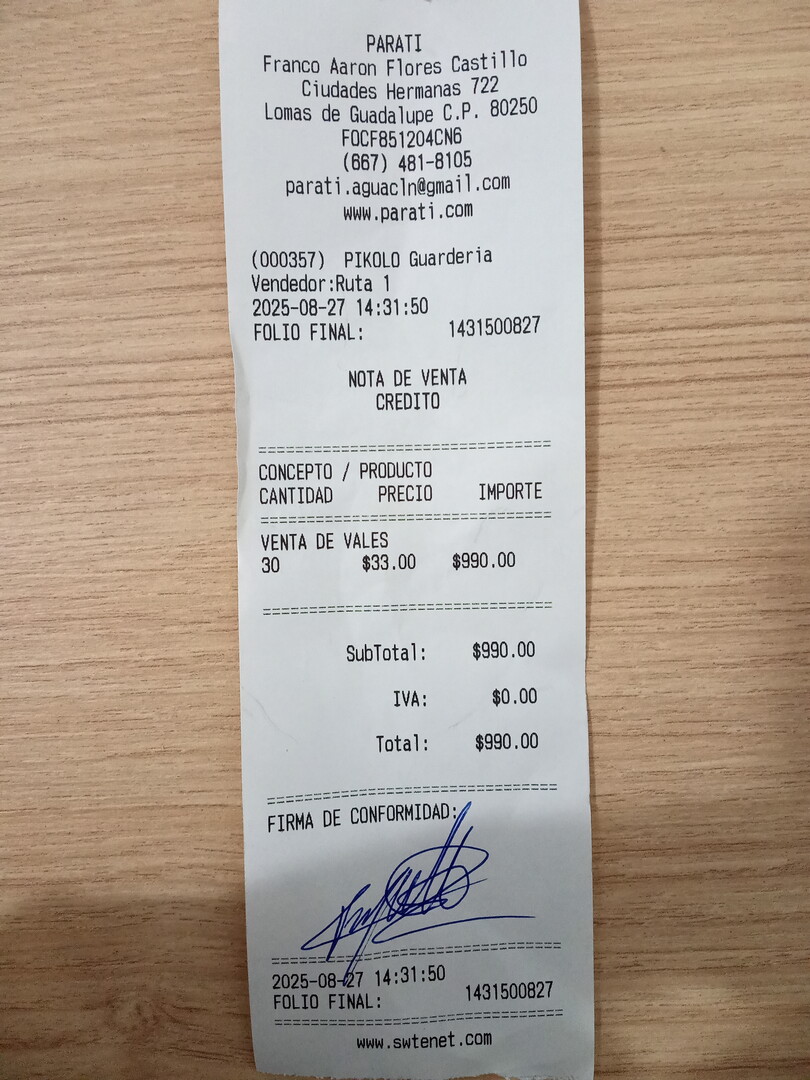 PARATI
Franco Aaron Flores Castillo
Ciudades Hermanas 722
Lomas de Guadalupe C.P. 80250
FOCF851204CN6
(667) 481-8105
parati.aguacln@gmail.com
www.parati.com
(000357) PIKOLO Guarderia
Vendedor:Ruta 1
2025-08-27 14:31:50
FOLIO FINAL: 1431500827
NOTA DE VENTA
CREDITO
CONCEPTO / PRODUCTO
CANTIDAD PRECIO IMPORTE
VENTA DE VALES
30 $33.00 $990.00
SubTotal: $990.00
IVA: $0.00
Total: $990.00
FIRMA DE CONFORMIDAD:
2025-08-27 14:31:50
FOLIO FINAL: 1431500827
www.swtenet.com